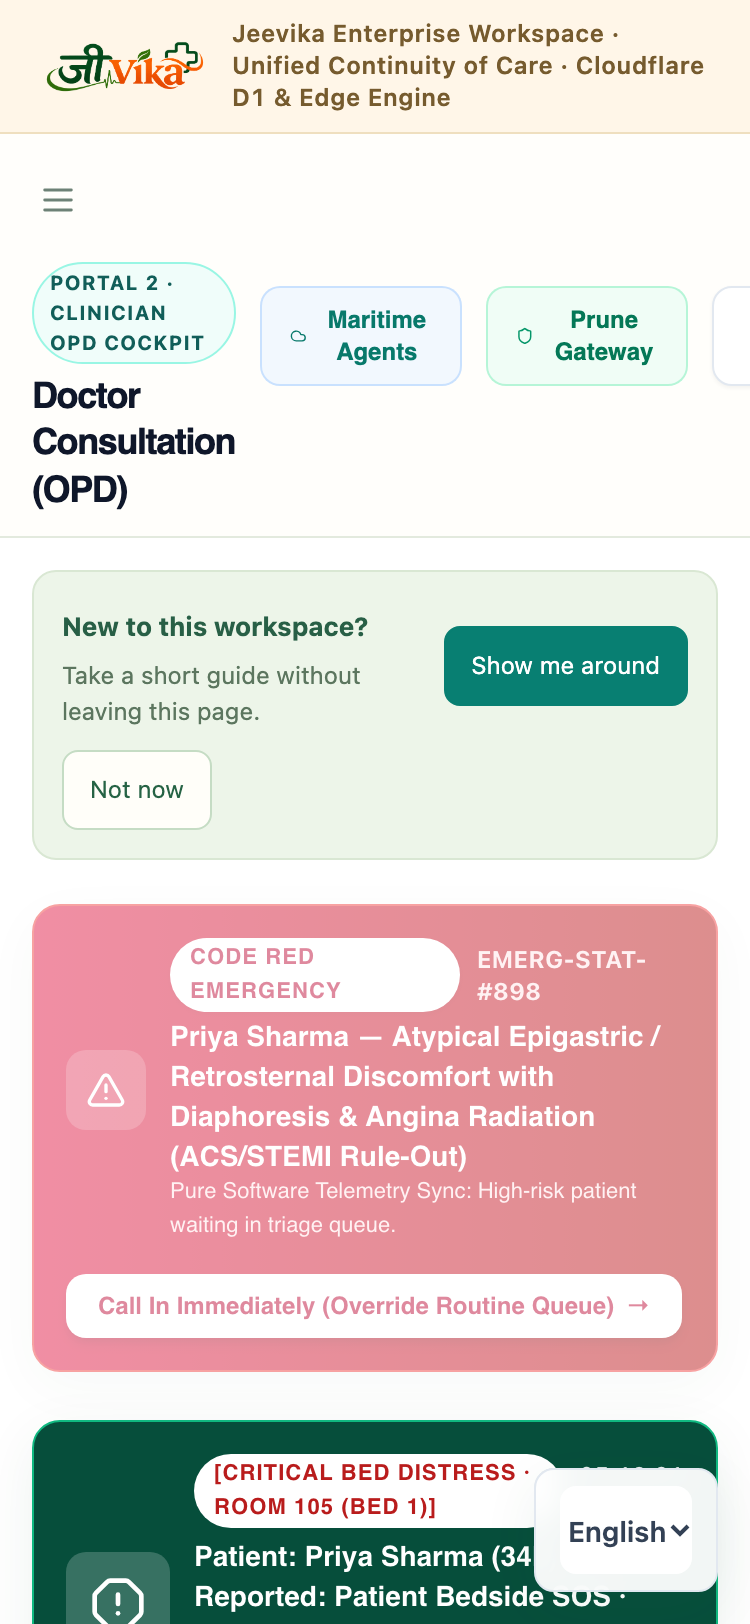 जीvika
Jeevika Enterprise Workspace ·
Unified Continuity of Care · Cloudflare
D1 & Edge Engine
PORTAL 2 ·
CLINICIAN
OPD COCKPIT
Doctor
Consultation
(OPD)
Maritime
Agents
Prune
Gateway
New to this workspace?
Take a short guide without
leaving this page.
Show me around
Not now
CODE RED
EMERGENCY
EMERG-STAT-
#898
Priya Sharma — Atypical Epigastric /
Retrosternal Discomfort with
Diaphoresis & Angina Radiation
(ACS/STEMI Rule-Out)
Pure Software Telemetry Sync: High-risk patient
waiting in triage queue.
Call In Immediately (Override Routine Queue) →
[CRITICAL BED DISTRESS ·
ROOM 105 (BED 1)]
Patient: Priya Sharma (34
Reported: Patient Bedside SOS ·
English